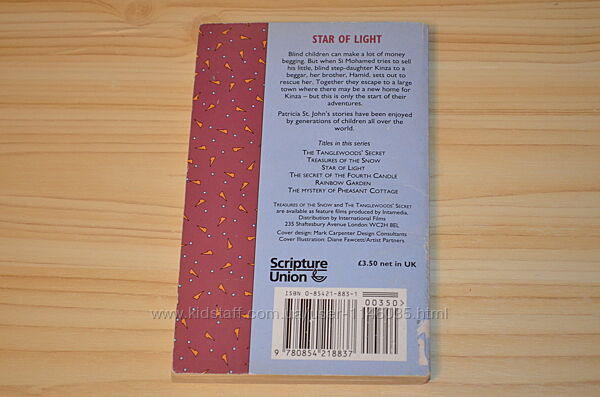 STAR OF LIGHT
Blind children can make a lot of money
begging. But when Si Mohamed tries to sell
his little, blind step-daughter Kinza to a
beggar, her brother, Hamid, sets out to
rescue her. Together they escape to a large
town where there may be a new home for
Kinza – but this is only the start of their
adventures.
Patricia St. John's stories have been enjoyed
by generations of children all over the
world.
Titles in this series
THE TANGLEWOODS' SECRET
TREASURES OF THE SNOW
STAR OF LIGHT
THE SECRET OF THE FOURTH CANDLE
RAINBOW GARDEN
THE MYSTERY OF PHEASANT COTTAGE
TREASURES OF THE SNOW and THE TANGLEWOODS' SECRET
are available as feature films produced by Intamedia.
Distribution by International Films
235 Shaftesbury Avenue London WC2H 8EL
Cover design: Mark Carpenter Design Consultants
Cover Illustration: Diane Fawcett/Artist Partners
Scripture
Union
£3.50 net in UK
ISBN 0-85421-883-1
00350
www.kidstaff.com.ua/user-1146035.html
9 780854 218837